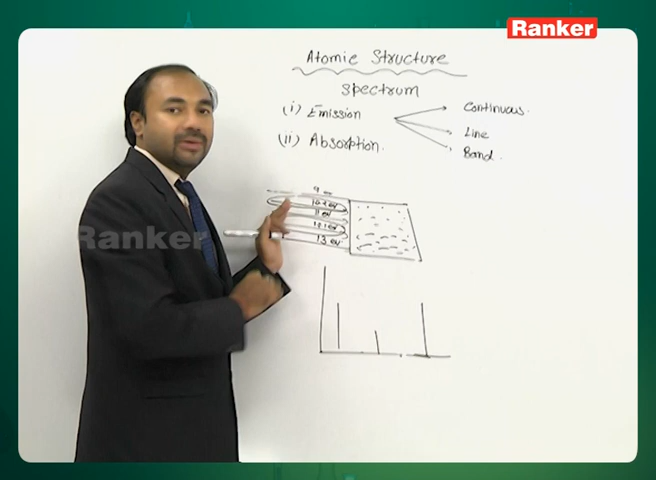 Ranker
Atomic Structure
Spectrum
(i) Emission
Continuous.
Line
(ii) Absorption.
Band.
9
10.2 eV
11 eV
12.1 eV
13 eV
Ranker